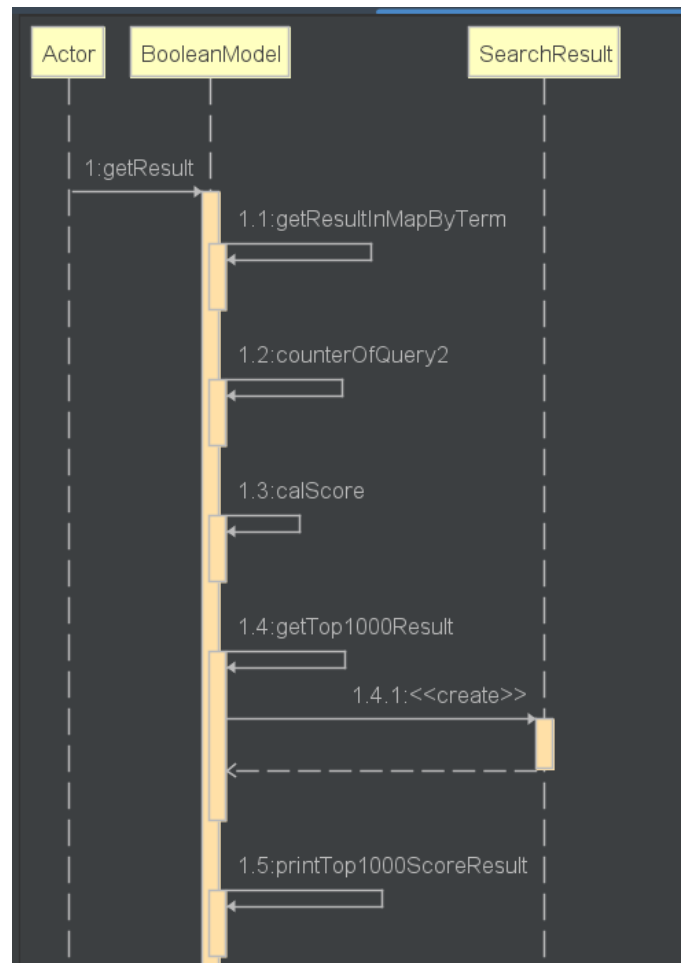 Actor
BooleanModel
SearchResult
1:getResult
1.1:getResultInMapByTerm
1.2:counterOfQuery2
1.3:calScore
1.4:getTop1000Result
1.4.1:<<create>>
1.5:printTop1000ScoreResult